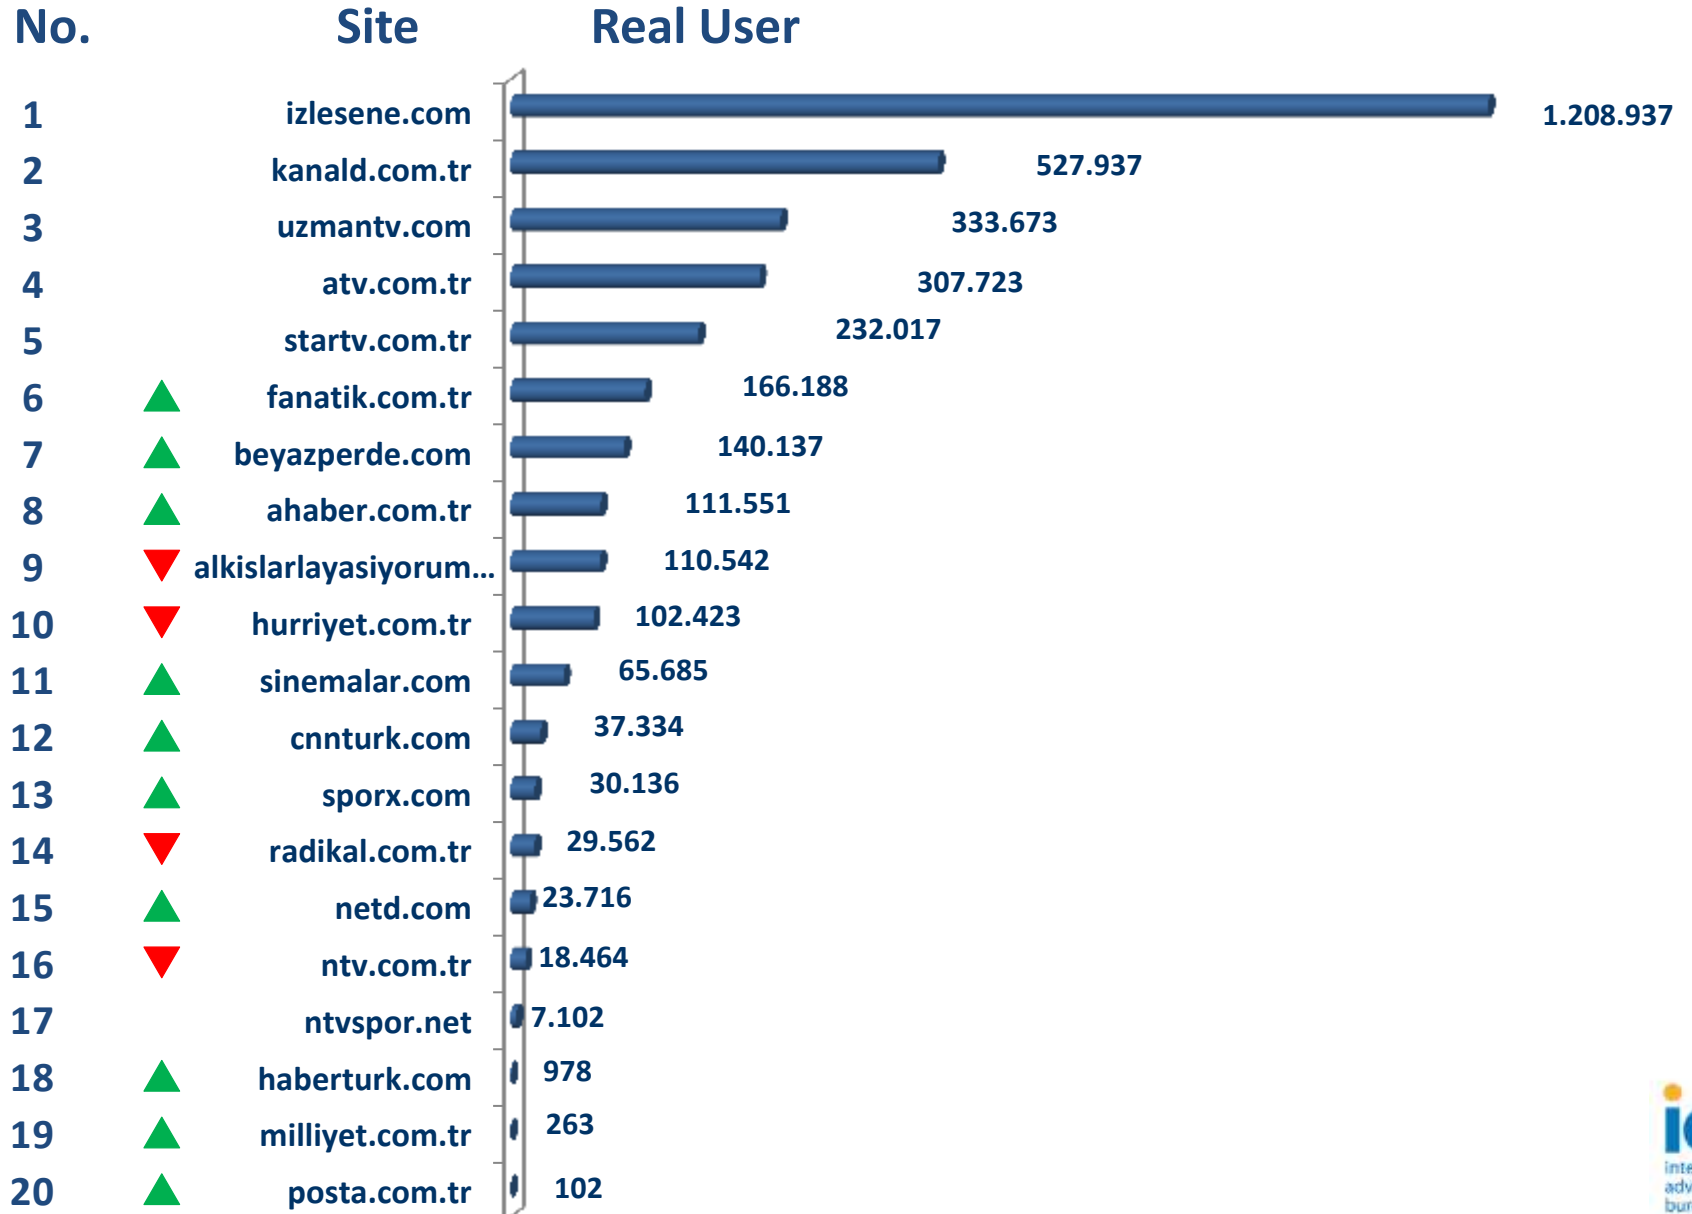 No. Site Real User
1 izlesene.com 1.208.937
2 kanald.com.tr 527.937
3 uzmantv.com 333.673
4 atv.com.tr 307.723
5 startv.com.tr 232.017
6 fanatik.com.tr 166.188
7 beyazperde.com 140.137
8 ahaber.com.tr 111.551
9 alkislarlayasiyorum... 110.542
10 hurriyet.com.tr 102.423
11 sinemalar.com 65.685
12 cnnturk.com 37.334
13 sporx.com 30.136
14 radikal.com.tr 29.562
15 netd.com 23.716
16 ntv.com.tr 18.464
17 ntvspor.net 7.102
18 haberturk.com 978
19 milliyet.com.tr 263
20 posta.com.tr 102